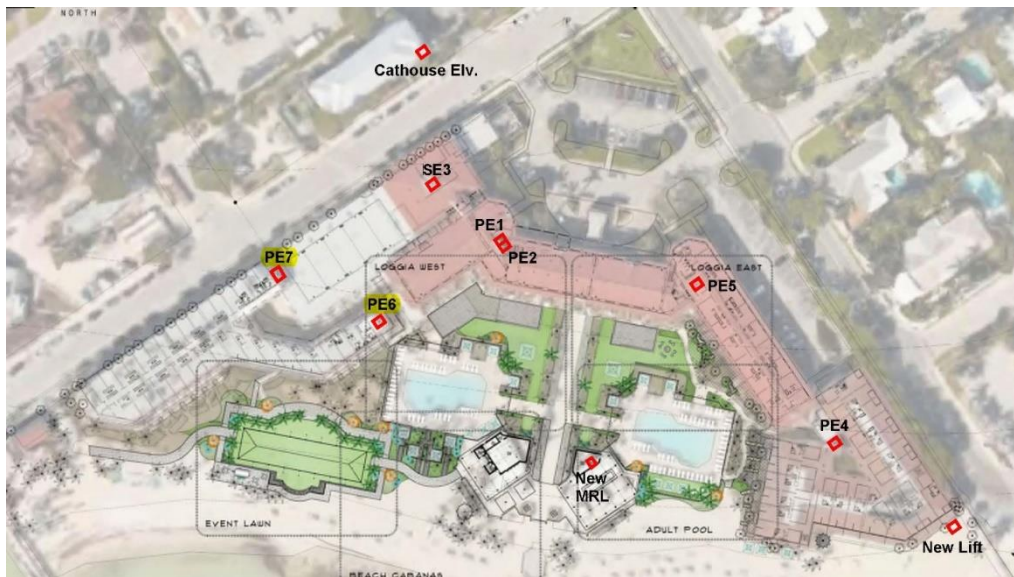 NORTH
Cathouse Elv.
SE3
PE1
PE2
PE7
LOGGIA WEST
LOGGIA EAST
PE5
PE6
PE4
New
MRL
EVENT LAWN
ADULT POOL
New Lift
BEACH CABANAS